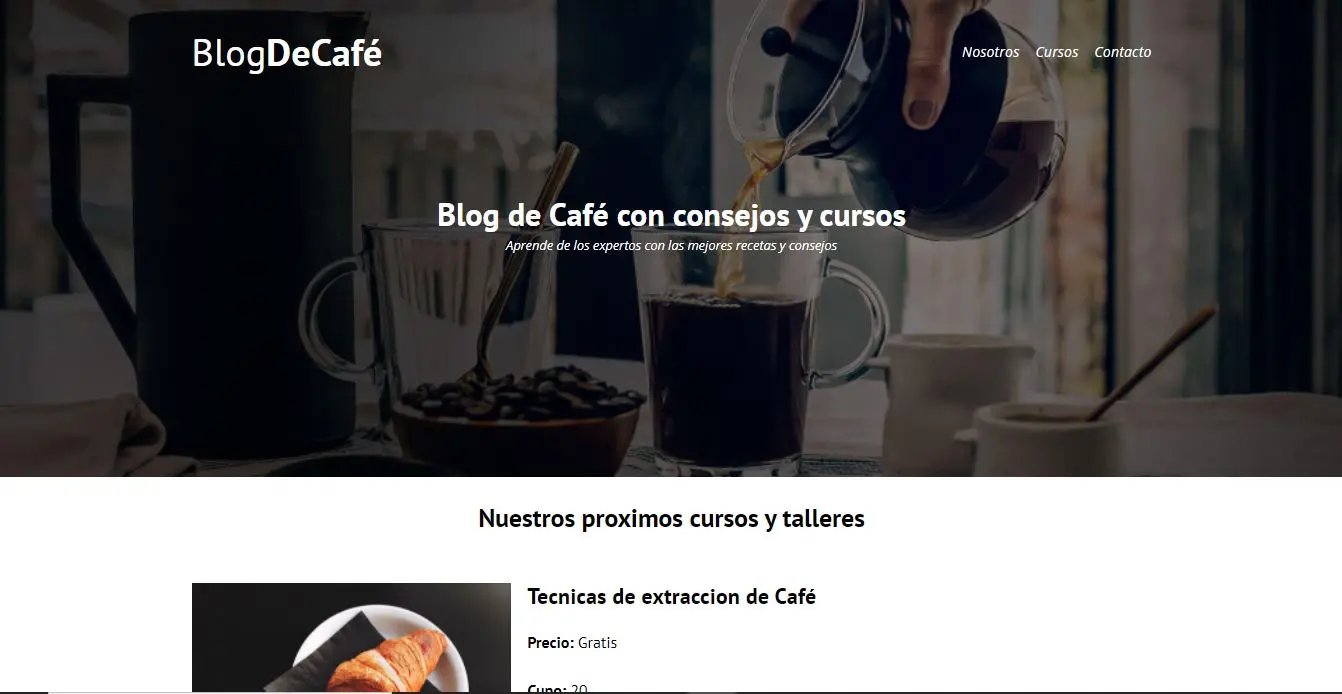 BlogDeCafé
Nosotros Cursos Contacto
Blog de Café con consejos y cursos
Aprende de los expertos con las mejores recetas y consejos
Nuestros proximos cursos y talleres
Tecnicas de extraccion de Café
Precio: Gratis
Cupo: 20